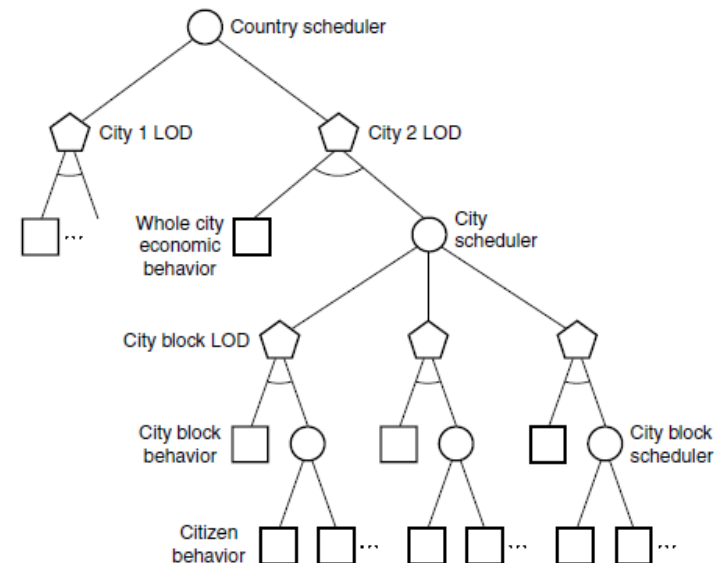 Country scheduler
City 1 LOD
City 2 LOD
...
Whole city
economic
behavior
City
scheduler
City block LOD
City block
behavior
City block
scheduler
Citizen
behavior
...
...
...